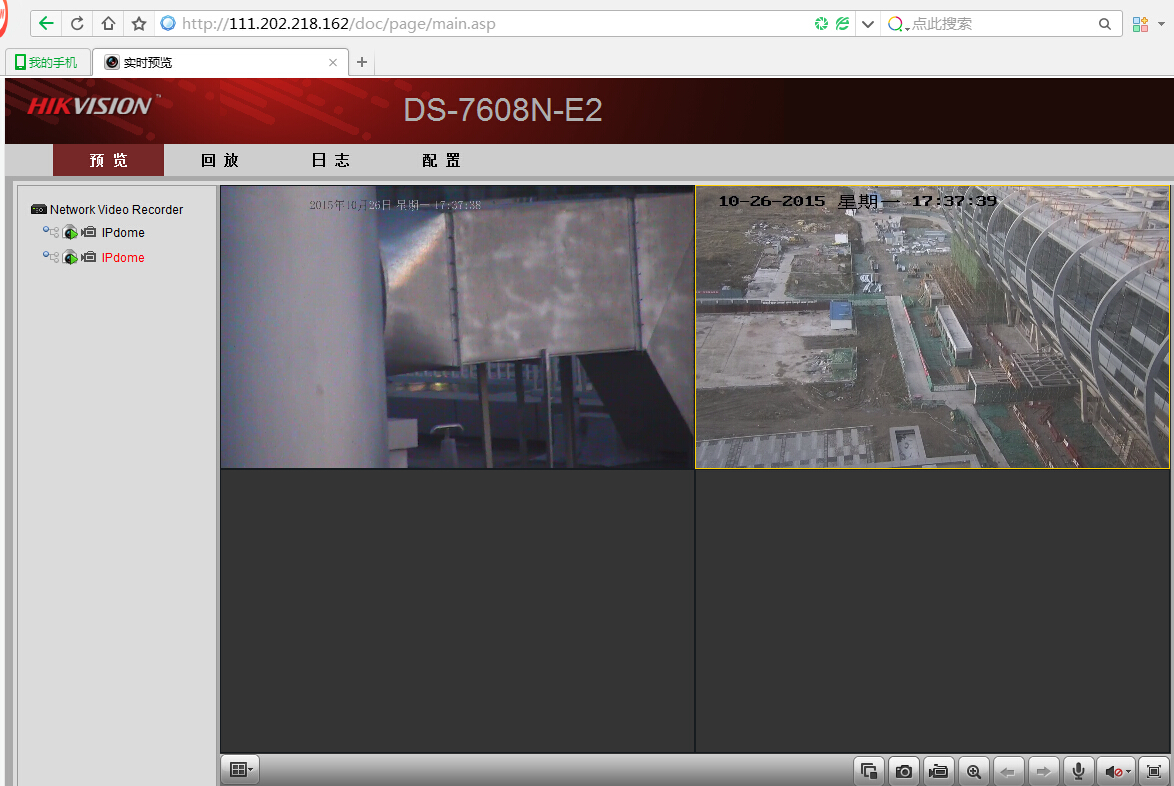 http://111.202.218.162/doc/page/main.asp
点此搜索
我的手机
实时预览
HIKVISION™
DS-7608N-E2
预览
回放
日志
配置
Network Video Recorder
IPdome
IPdome
2015年10月26日 星期一 17:37:38
10-26-2015 星期一 17:37:39